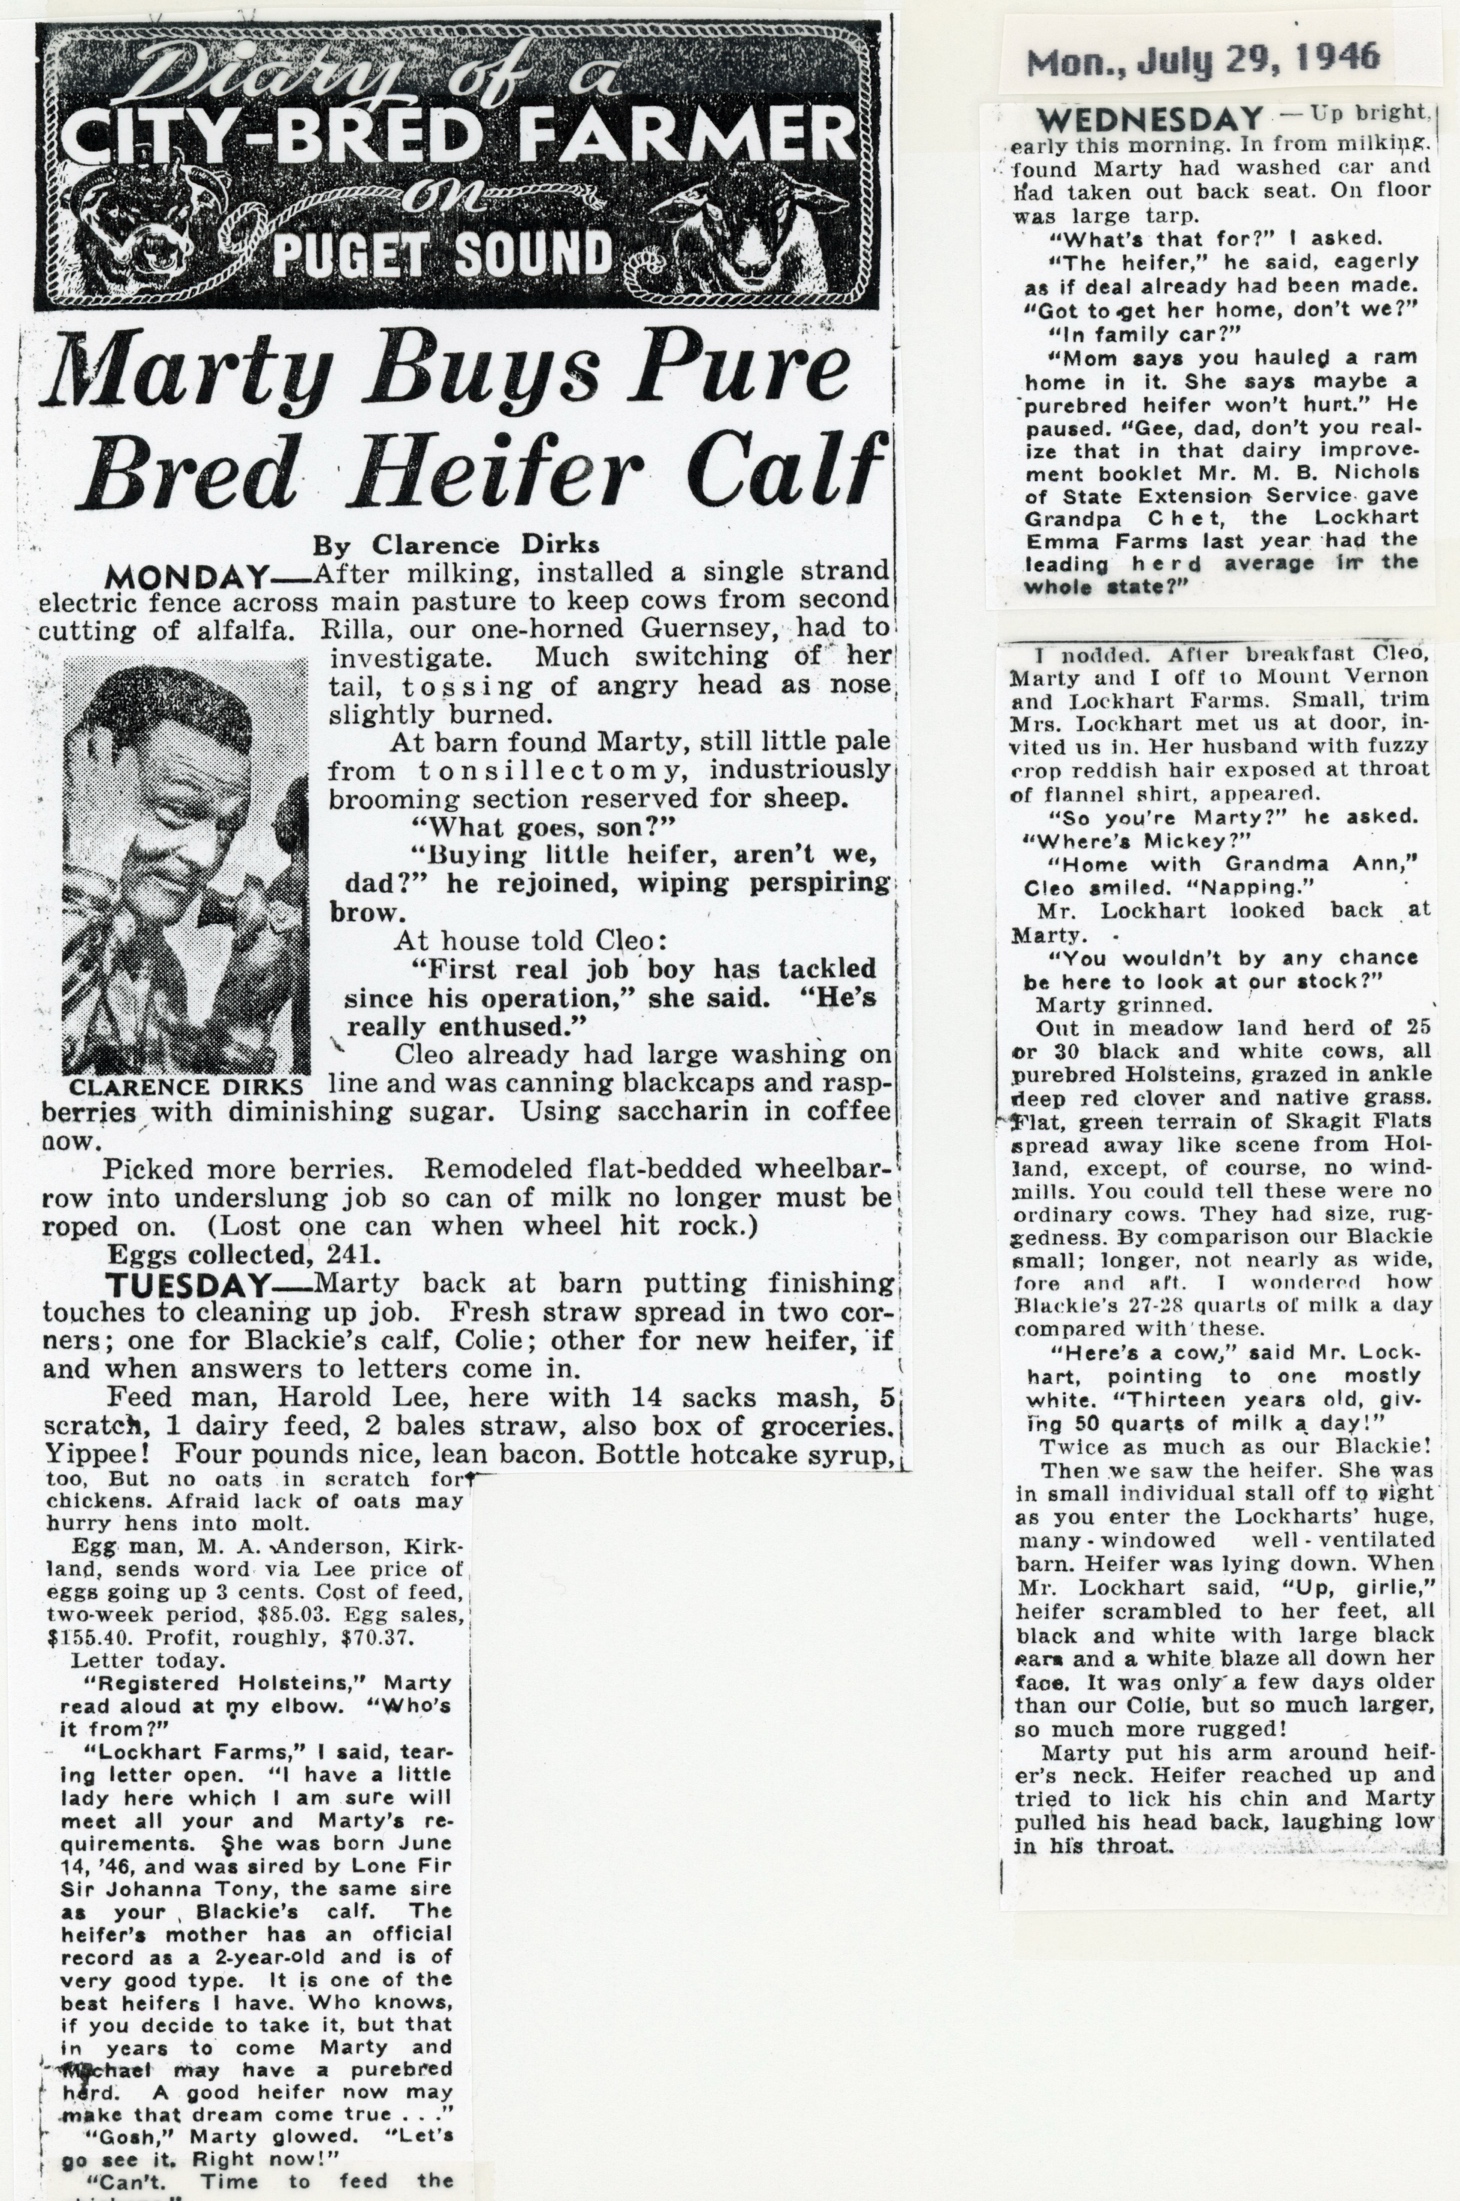 Diary of a
CITY-BRED FARMER
on
PUGET SOUND
Marty Buys Pure
Bred Heifer Calf
By Clarence Dirks
MONDAY—After milking, installed a single strand
electric fence across main pasture to keep cows from second
cutting of alfalfa. Rilla, our one-horned Guernsey, had to
investigate. Much switching of her
tail, tossing of angry head as nose
slightly burned.
At barn found Marty, still little pale
from tonsillectomy, industriously
brooming section reserved for sheep.
"What goes, son?"
"Buying little heifer, aren't we,
dad?" he rejoined, wiping perspiring
brow.
At house told Cleo:
"First real job boy has tackled
since his operation," she said. "He's
really enthused."
Cleo already had large washing on
CLARENCE DIRKS
line and was canning blackcaps and rasp-
berries with diminishing sugar. Using saccharin in coffee
now.
Picked more berries. Remodeled flat-bedded wheelbar-
row into underslung job so can of milk no longer must be
roped on. (Lost one can when wheel hit rock.)
Eggs collected, 241.
TUESDAY—Marty back at barn putting finishing
touches to cleaning up job. Fresh straw spread in two cor-
ners; one for Blackie's calf, Colie; other for new heifer, if
and when answers to letters come in.
Feed man, Harold Lee, here with 14 sacks mash, 5
scratch, 1 dairy feed, 2 bales straw, also box of groceries.
Yippee! Four pounds nice, lean bacon. Bottle hotcake syrup,
too, But no oats in scratch for
chickens. Afraid lack of oats may
hurry hens into molt.
Egg man, M. A. Anderson, Kirk-
land, sends word via Lee price of
eggs going up 3 cents. Cost of feed,
two-week period, $85.03. Egg sales,
$155.40. Profit, roughly, $70.37.
Letter today.
"Registered Holsteins," Marty
read aloud at my elbow. "Who's
it from?"
"Lockhart Farms," I said, tear-
ing letter open. "I have a little
lady here which I am sure will
meet all your and Marty's re-
quirements. She was born June
14, '46, and was sired by Lone Fir
Sir Johanna Tony, the same sire
as your Blackie's calf. The
heifer's mother has an official
record as a 2-year-old and is of
very good type. It is one of the
best heifers I have. Who knows,
if you decide to take it, but that
in years to come Marty and
Michael may have a purebred
herd. A good heifer now may
make that dream come true . . ."
"Gosh," Marty glowed. "Let's
go see it. Right now!"
"Can't. Time to feed the
Mon., July 29, 1946
WEDNESDAY — Up bright,
early this morning. In from milking.
found Marty had washed car and
had taken out back seat. On floor
was large tarp.
"What's that for?" I asked.
"The heifer," he said, eagerly
as if deal already had been made.
"Got to get her home, don't we?"
"In family car?"
"Mom says you hauled a ram
home in it. She says maybe a
purebred heifer won't hurt." He
paused. "Gee, dad, don't you real-
ize that in that dairy improve-
ment booklet Mr. M. B. Nichols
of State Extension Service gave
Grandpa Chet, the Lockhart
Emma Farms last year had the
leading herd average in the
whole state?"
I nodded. After breakfast Cleo,
Marty and I off to Mount Vernon
and Lockhart Farms. Small, trim
Mrs. Lockhart met us at door, in-
vited us in. Her husband with fuzzy
crop reddish hair exposed at throat
of flannel shirt, appeared.
"So you're Marty?" he asked.
"Where's Mickey?"
"Home with Grandma Ann,"
Cleo smiled. "Napping."
Mr. Lockhart looked back at
Marty.
"You wouldn't by any chance
be here to look at our stock?"
Marty grinned.
Out in meadow land herd of 25
or 30 black and white cows, all
purebred Holsteins, grazed in ankle
deep red clover and native grass.
Flat, green terrain of Skagit Flats
spread away like scene from Hol-
land, except, of course, no wind-
mills. You could tell these were no
ordinary cows. They had size, rug-
gedness. By comparison our Blackie
small; longer, not nearly as wide,
fore and aft. I wondered how
Blackie's 27-28 quarts of milk a day
compared with these.
"Here's a cow," said Mr. Lock-
hart, pointing to one mostly
white. "Thirteen years old, giv-
ing 50 quarts of milk a day!"
Twice as much as our Blackie!
Then we saw the heifer. She was
in small individual stall off to right
as you enter the Lockharts' huge,
many-windowed well-ventilated
barn. Heifer was lying down. When
Mr. Lockhart said, "Up, girlie,"
heifer scrambled to her feet, all
black and white with large black
ears and a white blaze all down her
face. It was only a few days older
than our Colie, but so much larger,
so much more rugged!
Marty put his arm around heif-
er's neck. Heifer reached up and
tried to lick his chin and Marty
pulled his head back, laughing low
in his throat.